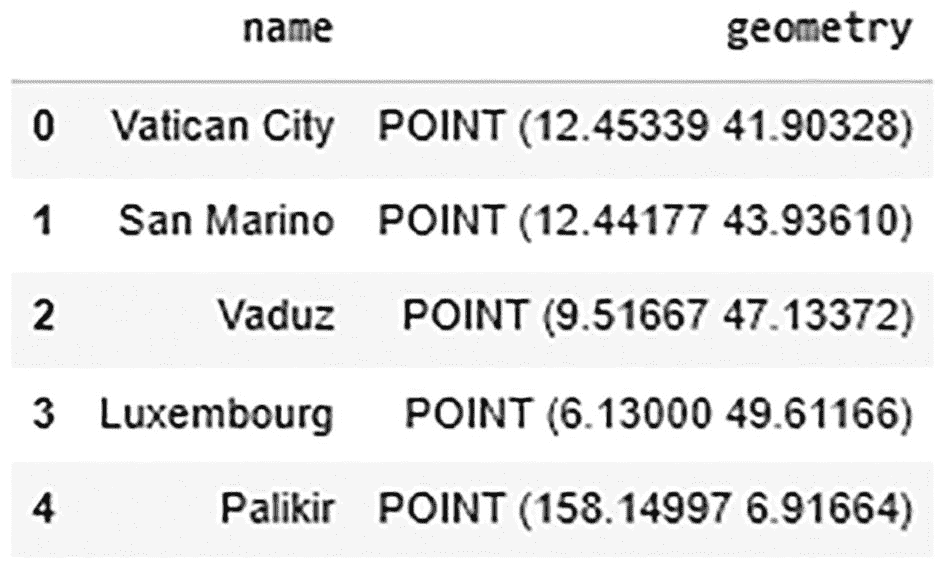 name geometry
0 Vatican City POINT (12.45339 41.90328)
1 San Marino POINT (12.44177 43.93610)
2 Vaduz POINT (9.51667 47.13372)
3 Luxembourg POINT (6.13000 49.61166)
4 Palikir POINT (158.14997 6.91664)